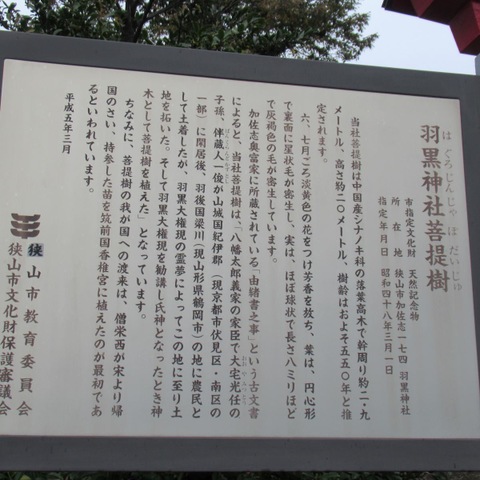 羽黒神社菩提樹
はぐろじんじゃぼだいじゅ
市指定文化財　天然記念物
所在地　狭山市加佐志一七四 羽黒神社
指定年月日　昭和四十八年三月一日
当社菩提樹は中国産シナノキ科の落葉高木で幹周り約二・九
メートル、高さ約二〇メートル、樹齢はおよそ五五〇年と推
定されます。
六、七月ごろ淡黄色の花をつけ芳香を放ち、葉は、円心形
で裏面に星状毛が密生し、実は、ほぼ球状で長さ八ミリほど
で灰褐色の毛が密生しています。
加佐志奥富家に所蔵されている「由緒書之事」という古文書
によると、当社菩提樹は、「八幡太郎義家の家臣で大宅光任の
子孫、伴蔵人一俊が山城国紀伊郡（現京都市伏見区・南区の
一部）に閑居後、羽後国梁川（現山形県鶴岡市）の地に農民と
して土着したが、羽黒大権現の霊夢によってこの地に至り土
地を拓いた。そして羽黒大権現を勧請し氏神となったとき神
木として菩提樹を植えた」となっています。
ちなみに、菩提樹の我が国への渡来は、僧栄西が宋より帰
国のさい、持参した苗を筑前国香椎宮に植えたのが最初であ
るといわれています。
平成五年三月
狭山市教育委員会
狭山市文化財保護審議会